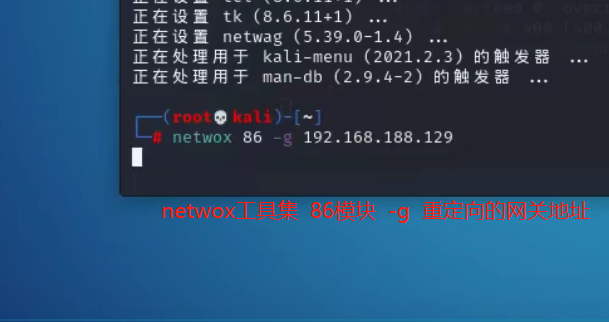 正在设置 tk (8.6.11+1) ...
正在设置 netwag (5.39.0-1.4) ...
正在处理用于 kali-menu (2021.2.3) 的触发器 ...
正在处理用于 man-db (2.9.4-2) 的触发器 ...
┌──(root💀kali)-[~]
└─# netwox 86 -g 192.168.188.129
netwox工具集 86模块 -g 重定向的网关地址